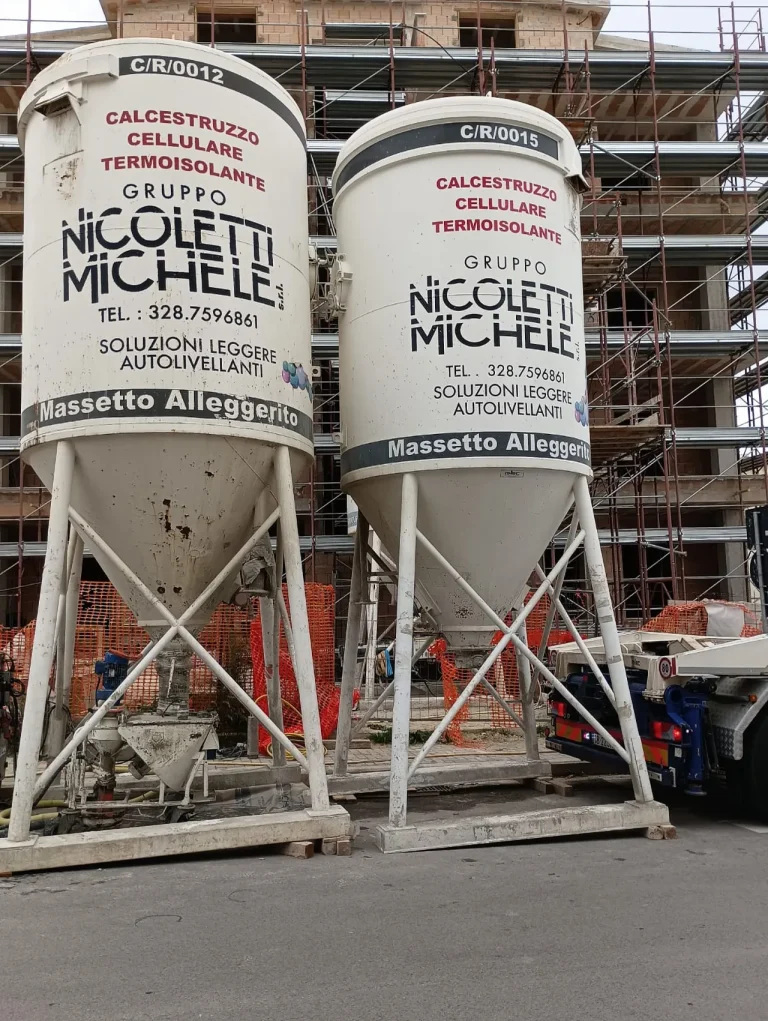 C/R/0012
CALCESTRUZZO
CELLULARE
TERMOISOLANTE
GRUPPO
NICOLETTI
MICHELE s.r.l.
TEL. : 328.7596861
SOLUZIONI LEGGERE
AUTOLIVELLANTI
Massetto Alleggerito
C/R/0015
CALCESTRUZZO
CELLULARE
TERMOISOLANTE
GRUPPO
NICOLETTI
MICHELE s.r.l.
TEL. . 328.7596861
SOLUZIONI LEGGERE
AUTOLIVELLANTI
Massetto Alleggerito